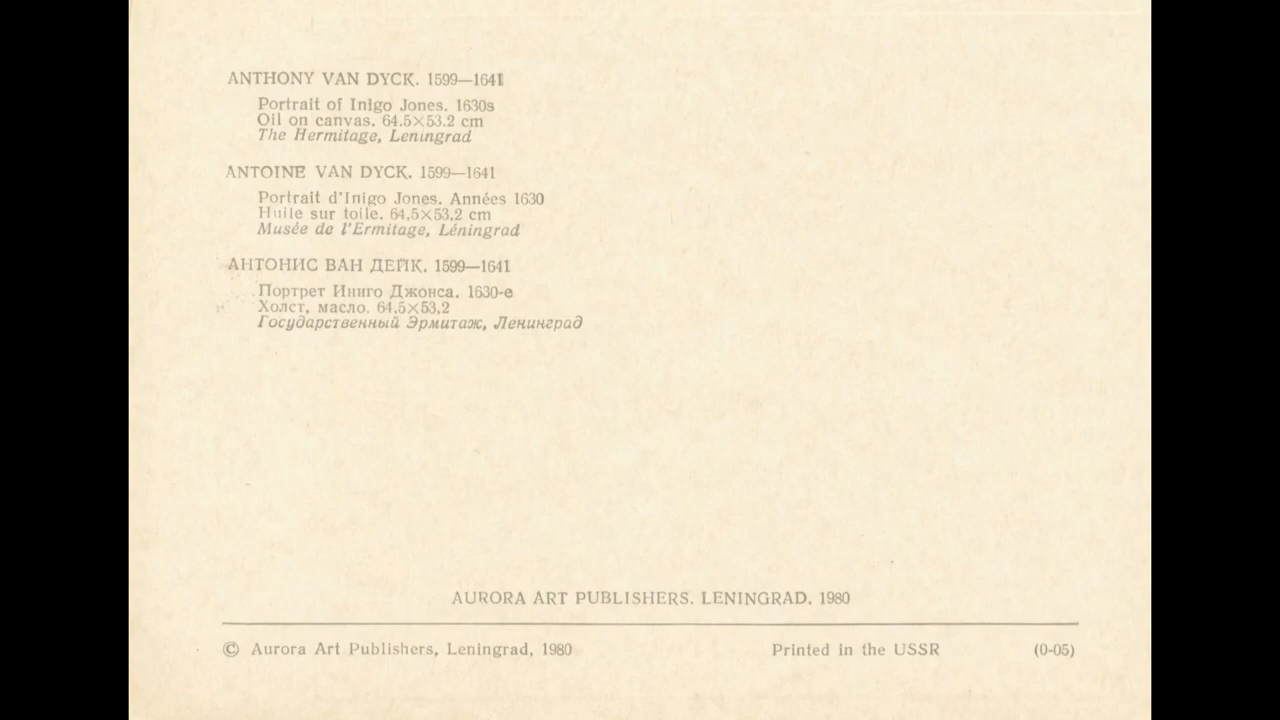 ANTHONY VAN DYCK. 1599—1641
Portrait of Inigo Jones. 1630s
Oil on canvas. 64.5×53.2 cm
The Hermitage, Leningrad
ANTOINE VAN DYCK. 1599—1641
Portrait d'Inigo Jones. Années 1630
Huile sur toile. 64,5×53,2 cm
Musée de l'Ermitage, Léningrad
АНТОНИС ВАН ДЕЙК. 1599—1641
Портрет Иниго Джонса. 1630-е
Холст, масло. 64,5×53,2
Государственный Эрмитаж, Ленинград
AURORA ART PUBLISHERS. LENINGRAD. 1980
© Aurora Art Publishers, Leningrad, 1980 Printed in the USSR (0-05)